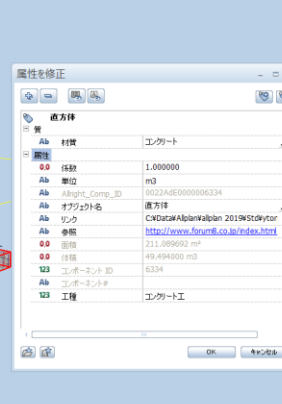 属性を修正
直方体
管
Ab 材質 コンクリート
属性
0.0 係数 1.000000
Ab 単位 m3
Ab Allright_Comp_ID 0022AdE0000006334
Ab オブジェクト名 直方体
Ab リンク C:¥Data¥Allplan¥allplan 2019¥Std¥ytor
Ab 参照 http://www.forum8.co.jp/index.html
0.0 面積 211.889692 m²
0.0 体積 49.494800 m3
123 コンポーネント ID 6334
Ab コンポーネント#
123 工種 コンクリート工
OK キャンセル